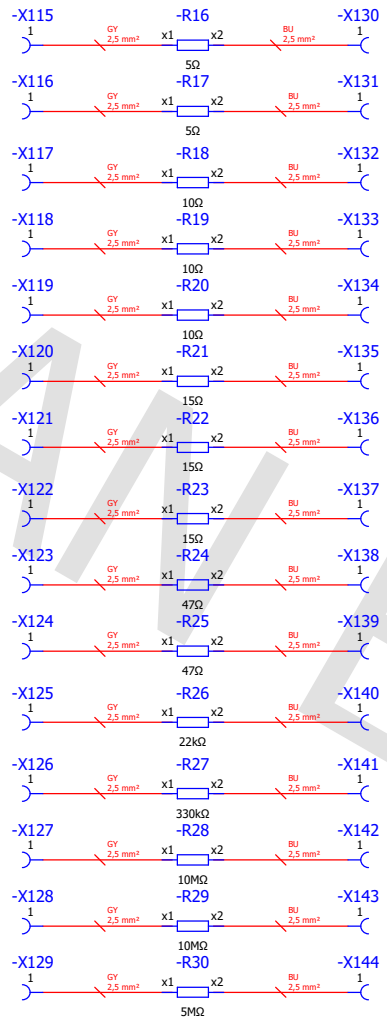 -X115 -R16 -X130
1 GY 2,5 mm² x1 x2 BU 2,5 mm² 1
5Ω
-X116 -R17 -X131
1 GY 2,5 mm² x1 x2 BU 2,5 mm² 1
5Ω
-X117 -R18 -X132
1 GY 2,5 mm² x1 x2 BU 2,5 mm² 1
10Ω
-X118 -R19 -X133
1 GY 2,5 mm² x1 x2 BU 2,5 mm² 1
10Ω
-X119 -R20 -X134
1 GY 2,5 mm² x1 x2 BU 2,5 mm² 1
10Ω
-X120 -R21 -X135
1 GY 2,5 mm² x1 x2 BU 2,5 mm² 1
15Ω
-X121 -R22 -X136
1 GY 2,5 mm² x1 x2 BU 2,5 mm² 1
15Ω
-X122 -R23 -X137
1 GY 2,5 mm² x1 x2 BU 2,5 mm² 1
15Ω
-X123 -R24 -X138
1 GY 2,5 mm² x1 x2 BU 2,5 mm² 1
47Ω
-X124 -R25 -X139
1 GY 2,5 mm² x1 x2 BU 2,5 mm² 1
47Ω
-X125 -R26 -X140
1 GY 2,5 mm² x1 x2 BU 2,5 mm² 1
22kΩ
-X126 -R27 -X141
1 GY 2,5 mm² x1 x2 BU 2,5 mm² 1
330kΩ
-X127 -R28 -X142
1 GY 2,5 mm² x1 x2 BU 2,5 mm² 1
10MΩ
-X128 -R29 -X143
1 GY 2,5 mm² x1 x2 BU 2,5 mm² 1
10MΩ
-X129 -R30 -X144
1 GY 2,5 mm² x1 x2 BU 2,5 mm² 1
5MΩ